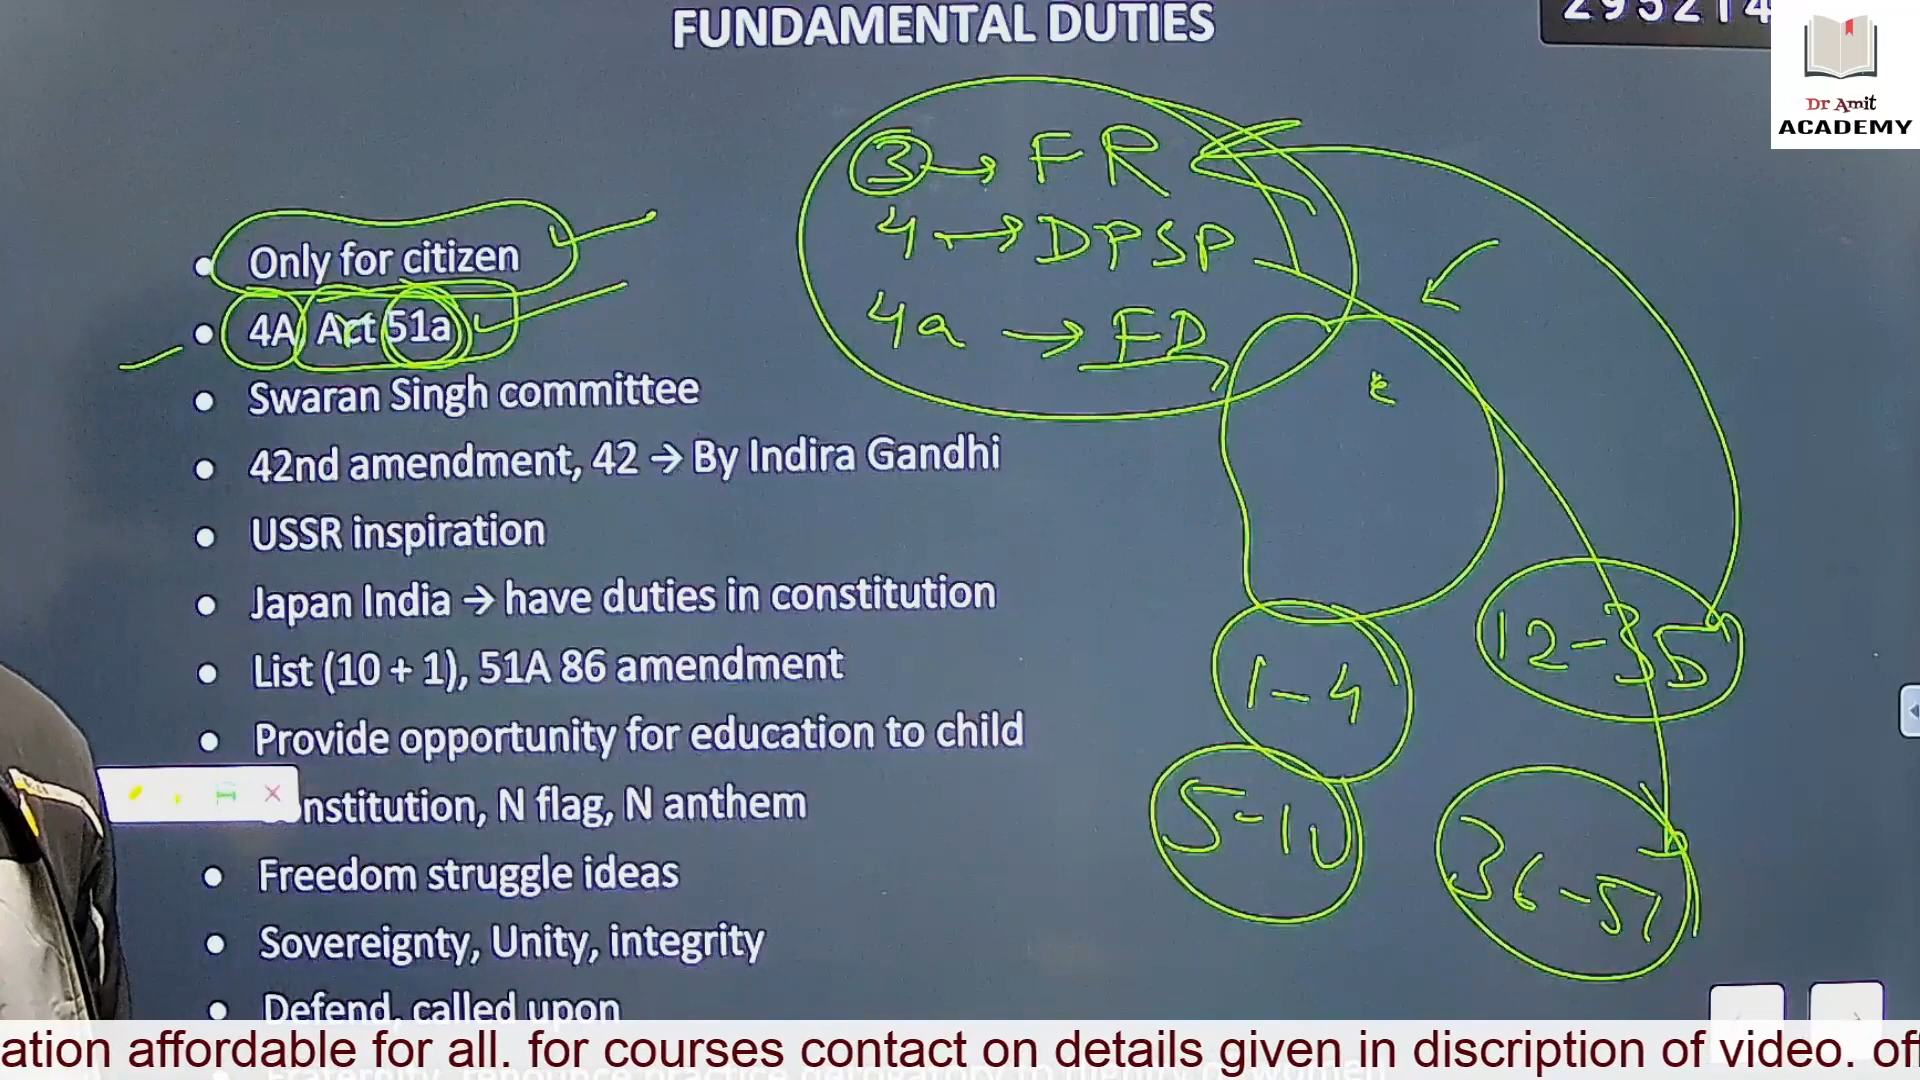 FUNDAMENTAL DUTIES
295214
Dr Amit
ACADEMY
3 → FR
4 → DPSP
4a → FD
Only for citizen
4A, Art 51a
Swaran Singh committee
42nd amendment, 42 → By Indira Gandhi
USSR inspiration
Japan India → have duties in constitution
List (10 + 1), 51A 86 amendment
Provide opportunity for education to child
nstitution, N flag, N anthem
Freedom struggle ideas
Sovereignty, Unity, integrity
Defend, called upon
12-35
1-4
5-10
36-51
ation affordable for all. for courses contact on details given in discription of video. off